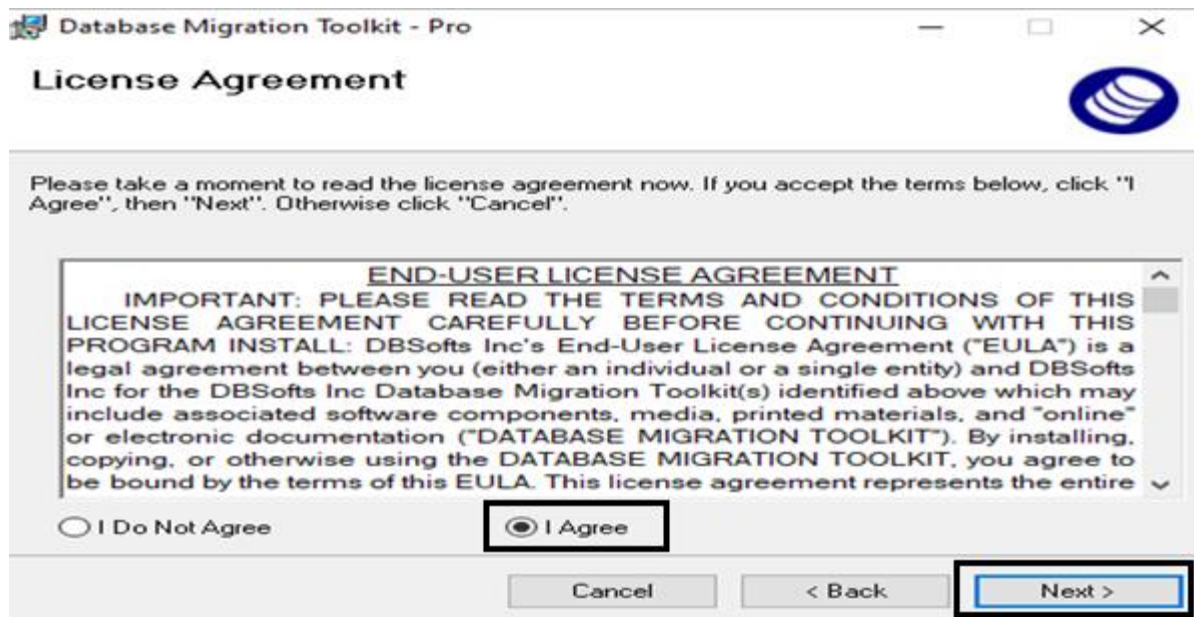 Database Migration Toolkit - Pro
License Agreement
Please take a moment to read the license agreement now. If you accept the terms below, click "I
Agree", then "Next". Otherwise click "Cancel".
END-USER LICENSE AGREEMENT
IMPORTANT: PLEASE READ THE TERMS AND CONDITIONS OF THIS
LICENSE AGREEMENT CAREFULLY BEFORE CONTINUING WITH THIS
PROGRAM INSTALL: DBSofts Inc's End-User License Agreement ("EULA") is a
legal agreement between you (either an individual or a single entity) and DBSofts
Inc for the DBSofts Inc Database Migration Toolkit(s) identified above which may
include associated software components, media, printed materials, and "online"
or electronic documentation ("DATABASE MIGRATION TOOLKIT"). By installing,
copying, or otherwise using the DATABASE MIGRATION TOOLKIT, you agree to
be bound by the terms of this EULA. This license agreement represents the entire
I Do Not Agree
I Agree
Cancel
< Back
Next >